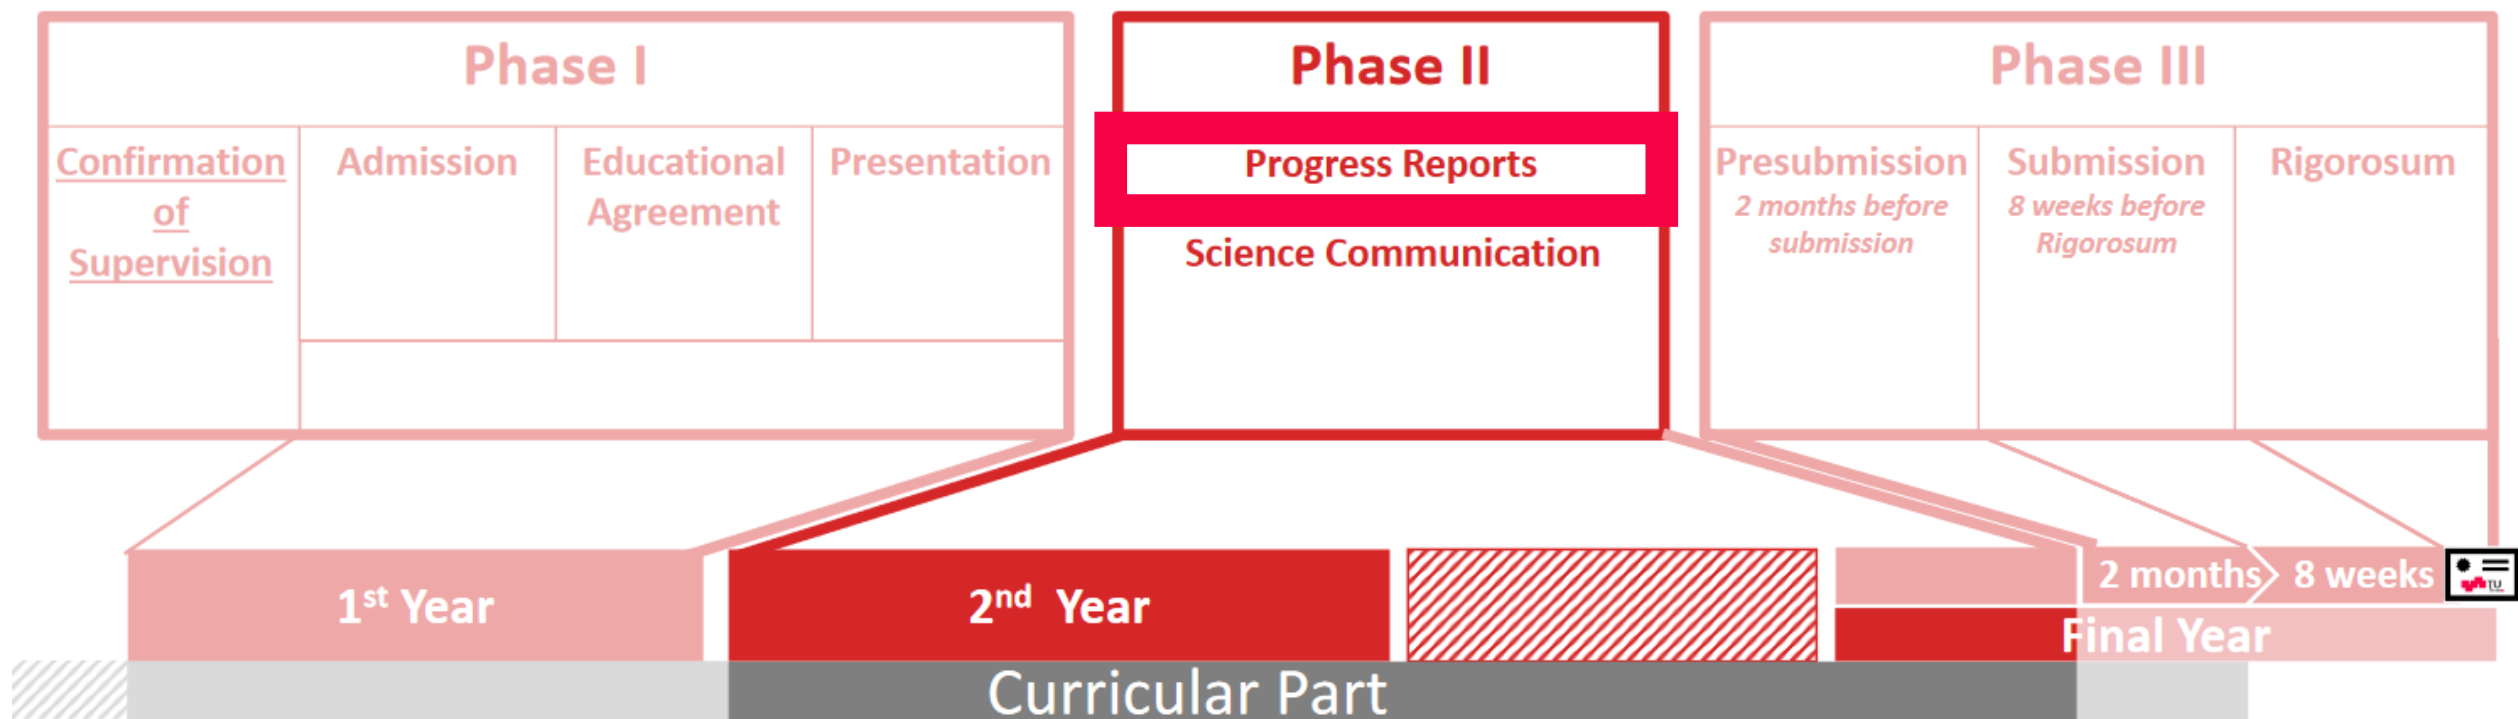 Phase I
Confirmation
of
Supervision
Admission
Educational
Agreement
Presentation
Phase II
Progress Reports
Science Communication
Phase III
Presubmission
2 months before
submission
Submission
8 weeks before
Rigorosum
Rigorosum
1st Year
2nd Year
2 months
8 weeks
TU
Final Year
Curricular Part